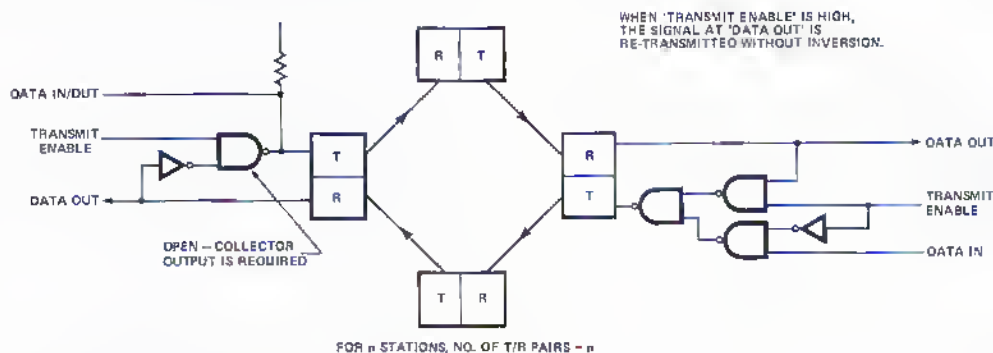 WHEN 'TRANSMIT ENABLE' IS HIGH,
THE SIGNAL AT 'DATA OUT' IS
RE-TRANSMITTED WITHOUT INVERSION.
R T
DATA IN/OUT
TRANSMIT
ENABLE
DATA OUT
T
R
R
T
DATA OUT
TRANSMIT
ENABLE
DATA IN
OPEN – COLLECTOR
OUTPUT IS REQUIRED
T R
FOR n STATIONS, NO. OF T/R PAIRS = n